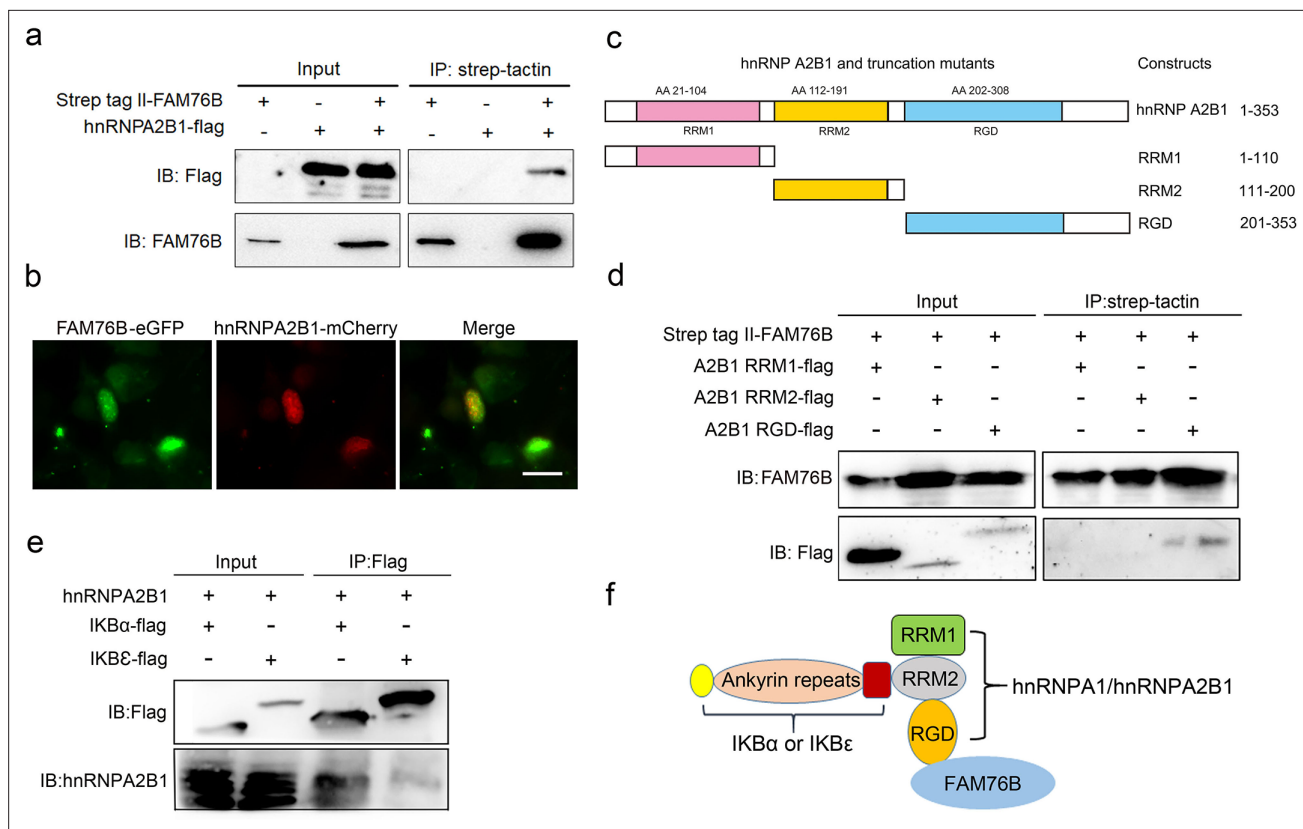 a
Input
IP: strep-tactin
Strep tag II-FAM76B + - + + - +
hnRNPA2B1-flag - + + - + +
IB: Flag
IB: FAM76B
b
FAM76B-eGFP
hnRNPA2B1-mCherry
Merge
c
hnRNP A2B1 and truncation mutants
Constructs
AA 21-104
AA 112-191
AA 202-308
hnRNP A2B1 1-353
RRM1
RRM2
RGD
RRM1 1-110
RRM2 111-200
RGD 201-353
d
Input
IP:strep-tactin
Strep tag II-FAM76B + + + + + +
A2B1 RRM1-flag + - - + - -
A2B1 RRM2-flag - + - - + -
A2B1 RGD-flag - - + - - +
IB:FAM76B
IB: Flag
e
Input
IP:Flag
hnRNPA2B1 + + + +
IKBα-flag + - + -
IKBƐ-flag - + - +
IB:Flag
IB:hnRNPA2B1
f
RRM1
Ankyrin repeats
RRM2
hnRNPA1/hnRNPA2B1
RGD
IKBα or IKBε
FAM76B